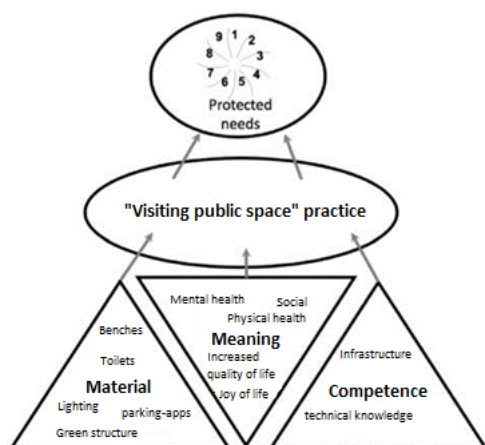 9 1 2
8 3
7 4
6 5
Protected
needs
"Visiting public space" practice
Mental health
Social
Physical health
Meaning
Increased
quality of life
Joy of life
Benches
Toilets
Material
Lighting
parking-apps
Green structure
Infrastructure
Competence
technical knowledge